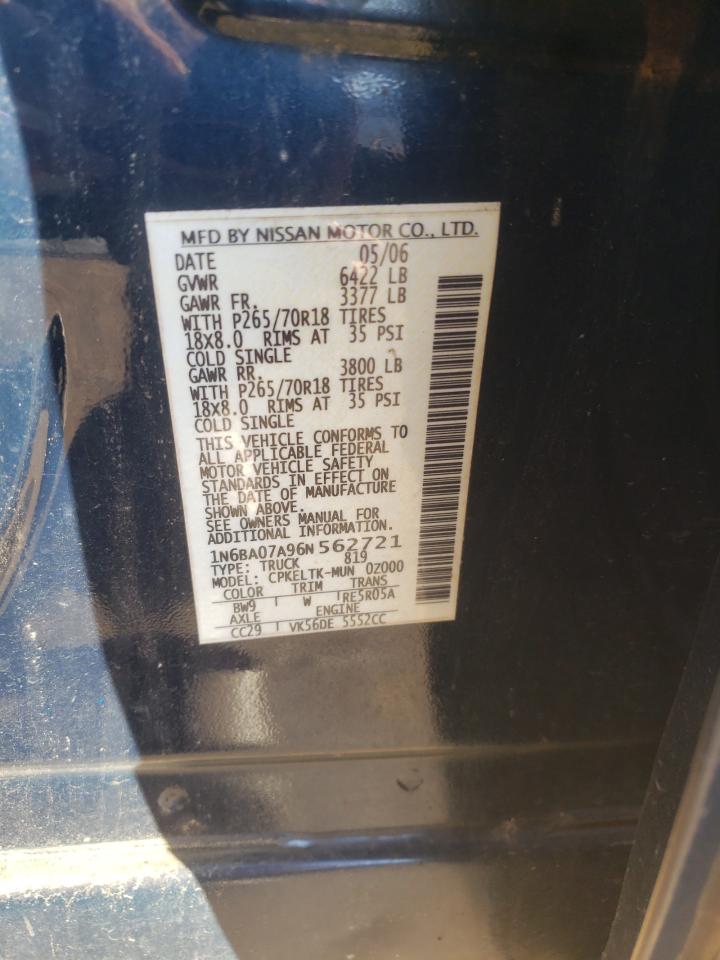 MFD BY NISSAN MOTOR CO., LTD.
DATE 05/06
GVWR 6422 LB
GAWR FR. 3377 LB
WITH P265/70R18 TIRES
18X8.0 RIMS AT 35 PSI
COLD SINGLE
GAWR RR. 3800 LB
WITH P265/70R18 TIRES
18X8.0 RIMS AT 35 PSI
COLD SINGLE
THIS VEHICLE CONFORMS TO
ALL APPLICABLE FEDERAL
MOTOR VEHICLE SAFETY
STANDARDS IN EFFECT ON
THE DATE OF MANUFACTURE
SHOWN ABOVE.
SEE OWNERS MANUAL FOR
ADDITIONAL INFORMATION.
1N6BA07A96N562721
TYPE: TRUCK 819
MODEL: CPKELTK-MUN 0Z000
COLOR TRIM TRANS
BW9 W RE5R05A
AXLE ENGINE
CC29 VK56DE 5552CC